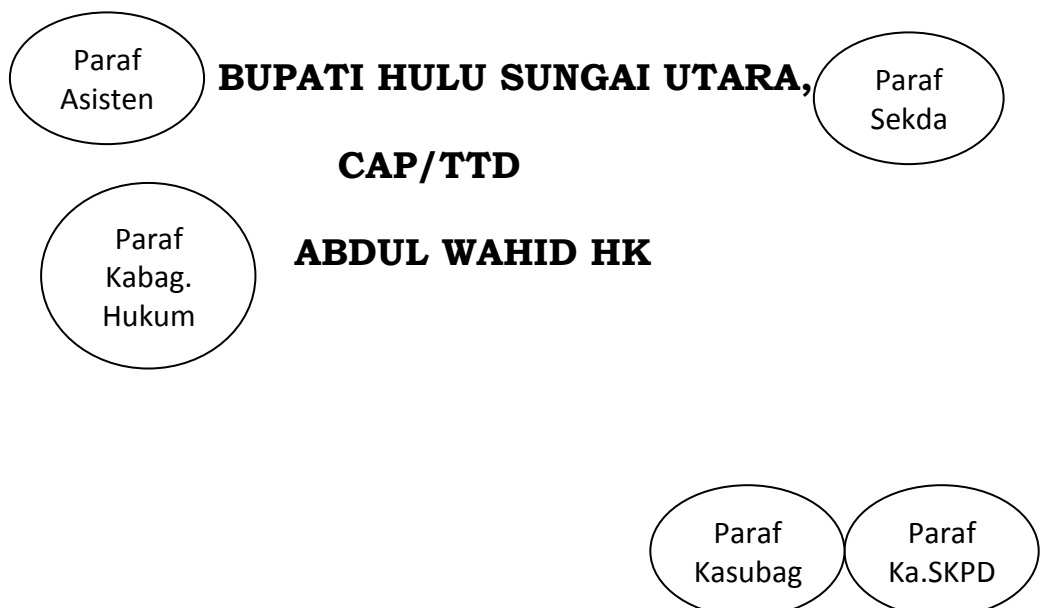 Paraf
Asisten
BUPATI HULU SUNGAI UTARA,
Paraf
Sekda
CAP/TTD
Paraf
Kabag.
Hukum
ABDUL WAHID HK
Paraf
Kasubag
Paraf
Ka.SKPD